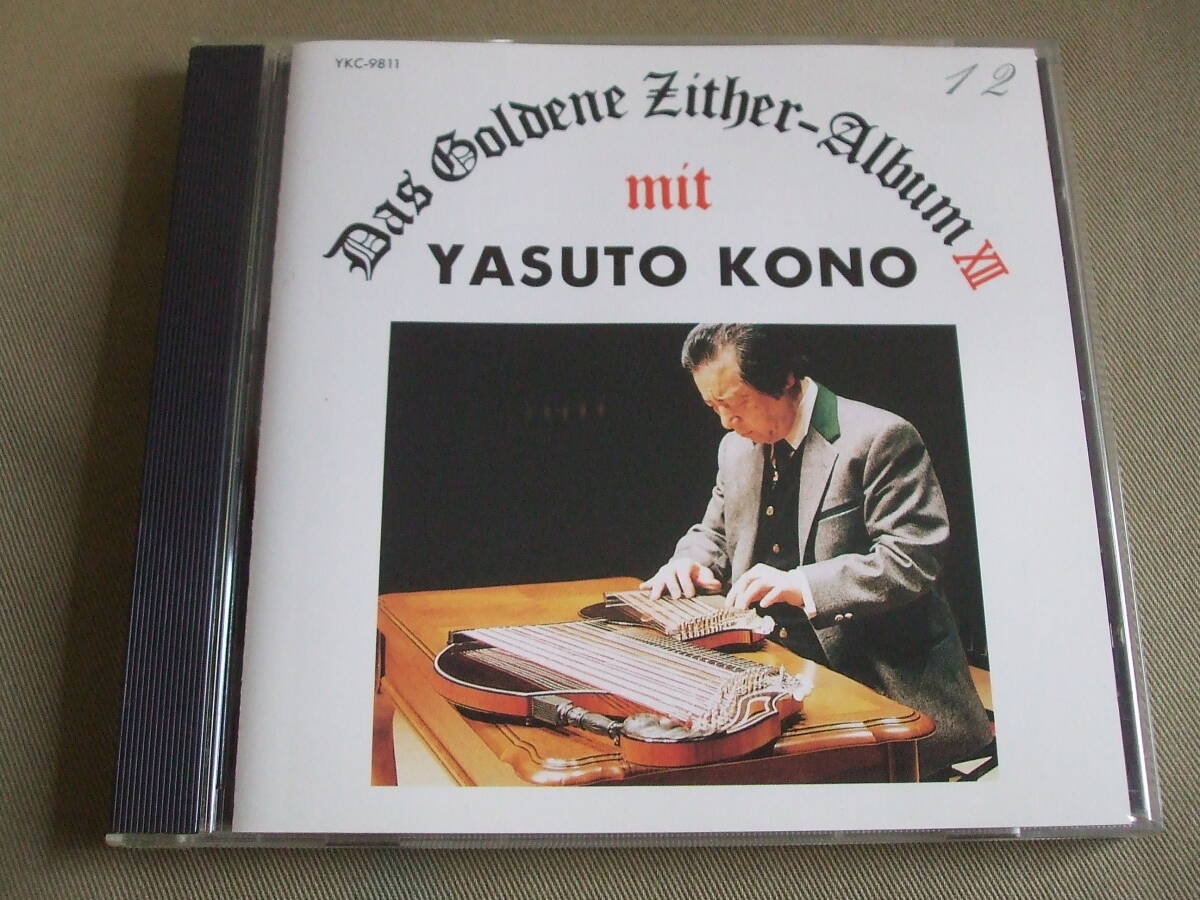 YKC-9811
12
Das Goldene Zither-Album XII
mit
YASUTO KONO